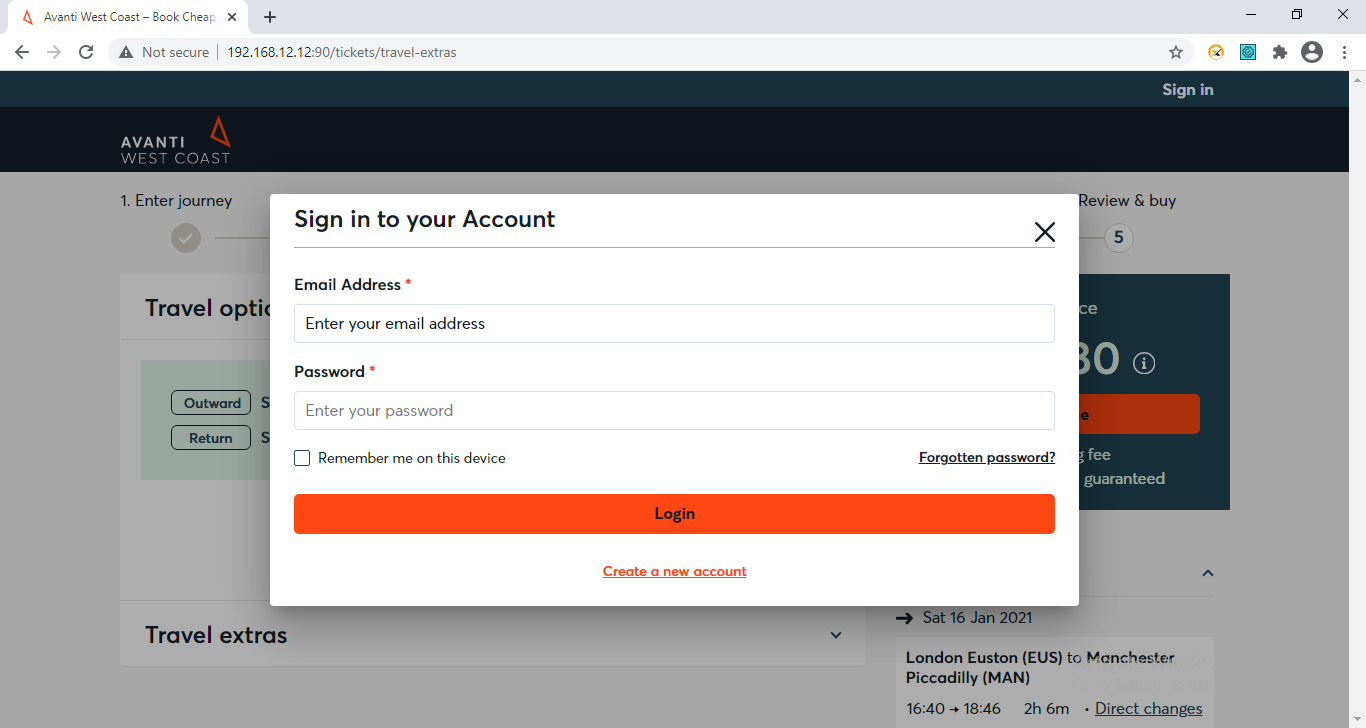 Avanti West Coast – Book Cheap
Not secure
192.168.12.12:90/tickets/travel-extras
Sign in
AVANTI
WEST COAST
1. Enter journey
Review & buy
5
Sign in to your Account
Email Address *
Enter your email address
Password *
Enter your password
Remember me on this device
Forgotten password?
Login
Create a new account
Travel optio
Outward S
Return S
ce
30
e
g fee
guaranteed
Travel extras
Sat 16 Jan 2021
London Euston (EUS) to Manchester
Piccadilly (MAN)
16:40 → 18:46 2h 6m • Direct changes